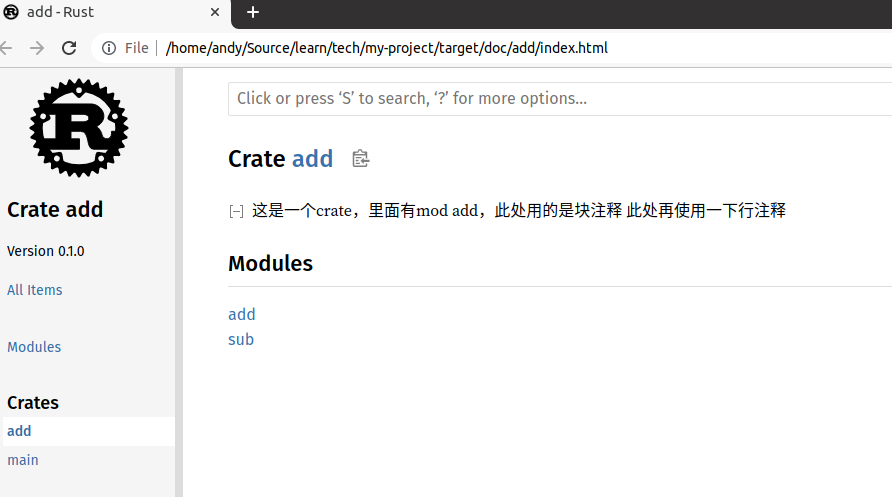 add - Rust
File
/home/andy/Source/learn/tech/my-project/target/doc/add/index.html
R
Crate add
Version 0.1.0
All Items
Modules
Crates
add
main
Click or press ‘S’ to search, ‘?’ for more options...
Crate add
[−] 这是一个crate，里面有mod add，此处用的是块注释 此处再使用一下行注释
Modules
add
sub